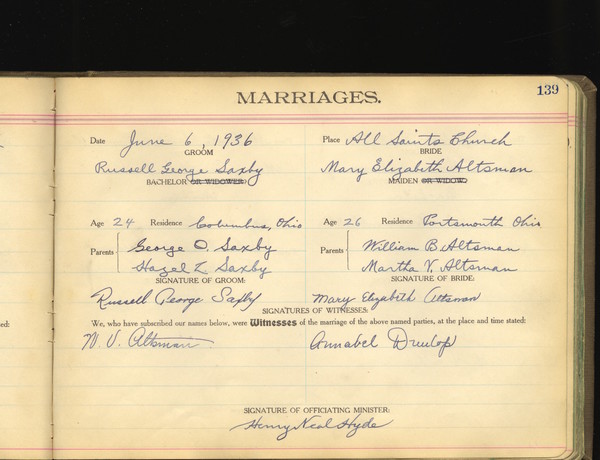 139
MARRIAGES.
Date June 6, 1936 Place All Saints Church
GROOM BRIDE
Russell George Saxby Mary Elizabeth Altsman
BACHELOR OR WIDOWER MAIDEN OR WIDOW
Age 24 Residence Columbus, Ohio Age 26 Residence Portsmouth Ohio
Parents George O. Saxby Parents William B. Altsman
Hazel L Saxby Martha V. Altsman
SIGNATURE OF GROOM: SIGNATURE OF BRIDE:
Russell George Saxby Mary Elizabeth Altsman
SIGNATURES OF WITNESSES:
ed: We, who have subscribed our names below, were Witnesses of the marriage of the above named parties, at the place and time stated:
V. Altsman Annabel Dunlop
SIGNATURE OF OFFICIATING MINISTER:
Henry Neal Hyde